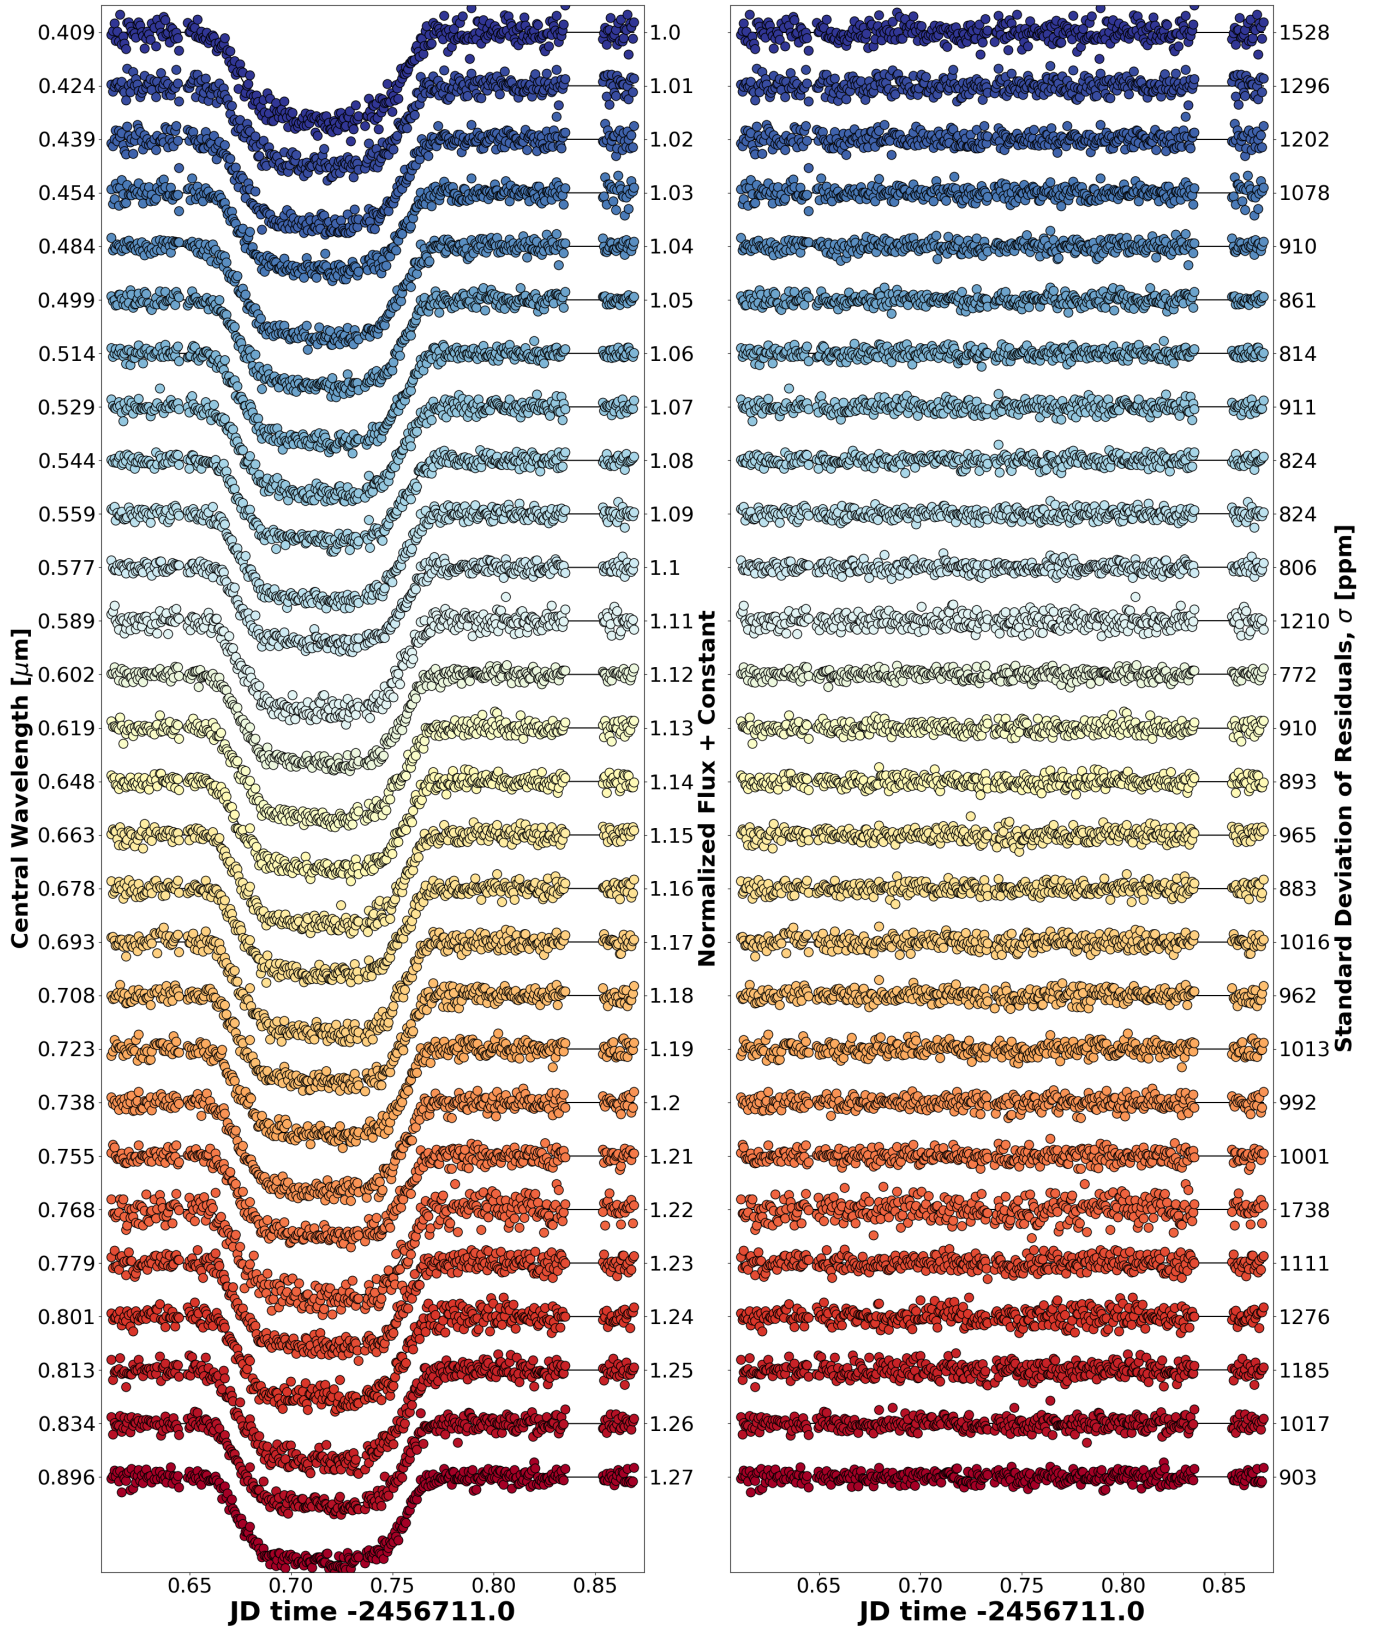 0.409 1.0 1528
0.424 1.01 1296
0.439 1.02 1202
0.454 1.03 1078
0.484 1.04 910
0.499 1.05 861
0.514 1.06 814
0.529 1.07 911
0.544 1.08 824
0.559 1.09 824
0.577 1.1 806
0.589 1.11 1210
0.602 1.12 772
0.619 1.13 910
0.648 1.14 893
0.663 1.15 965
0.678 1.16 883
0.693 1.17 1016
0.708 1.18 962
0.723 1.19 1013
0.738 1.2 992
0.755 1.21 1001
0.768 1.22 1738
0.779 1.23 1111
0.801 1.24 1276
0.813 1.25 1185
0.834 1.26 1017
0.896 1.27 903
Central Wavelength [μm]
Normalized Flux + Constant
Standard Deviation of Residuals, σ [ppm]
0.65 0.70 0.75 0.80 0.85 0.65 0.70 0.75 0.80 0.85
JD time -2456711.0 JD time -2456711.0